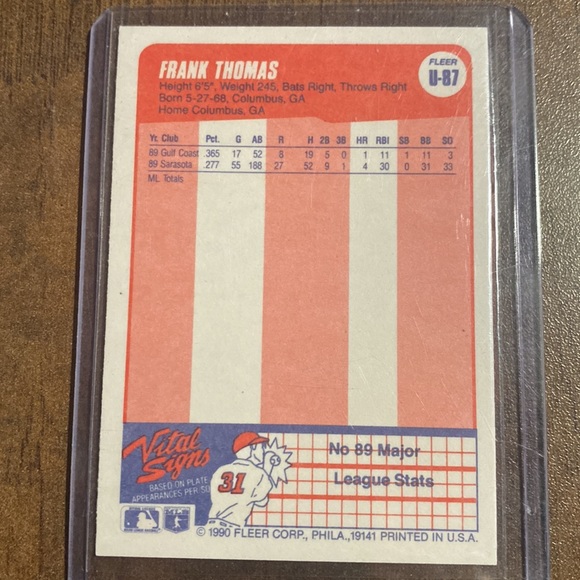 FRANK THOMAS
FLEER
U-87
Height 6'5", Weight 245, Bats Right, Throws Right
Born 5-27-68, Columbus, GA
Home Columbus, GA
Yr. Club Pct. G AB R H 2B 3B HR RBI SB BB SO
89 Gulf Coast .365 17 52 8 19 5 0 1 11 1 11 3
89 Sarasota .277 55 188 27 52 9 1 4 30 0 31 33
ML Totals
Vital
Signs
BASED ON PLATE
APPEARANCES PER SO
31
No 89 Major
League Stats
© 1990 FLEER CORP., PHILA.,19141 PRINTED IN U.S.A.